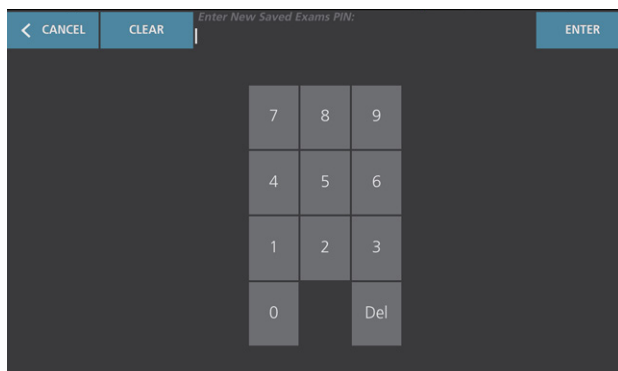 Enter New Saved Exams PIN:
CANCEL
CLEAR
ENTER
7 8 9
4 5 6
1 2 3
0 Del